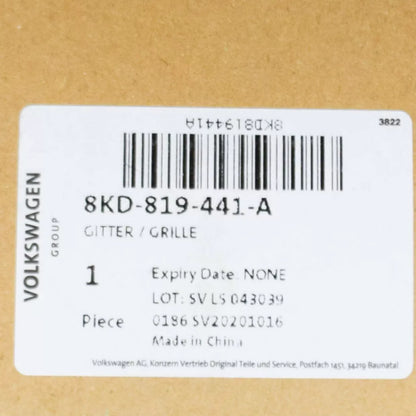 3822
8KD819441A
8KD-819-441-A
GITTER / GRILLE
VOLKSWAGEN
GROUP
1 Expiry Date: NONE
LOT: SV LS 043039
Piece 0186 SV20201016
Made in China
Volkswagen AG, Konzern Vertrieb Original Teile und Service, Postfach 1451, 34219 Baunatal